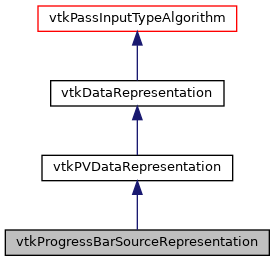 vtkPassInputTypeAlgorithm
vtkDataRepresentation
vtkPVDataRepresentation
vtkProgressBarSourceRepresentation